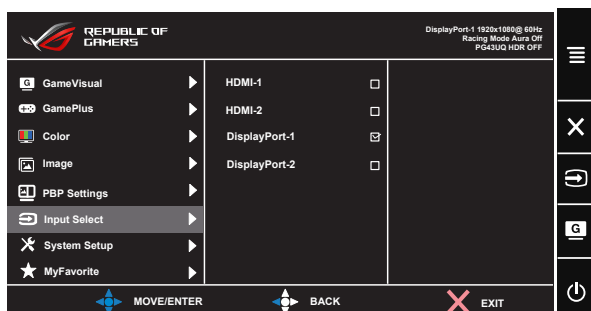 REPUBLIC OF
GAMERS
DisplayPort-1 1920x1080@ 60Hz
Racing Mode Aura Off
PG43UQ HDR OFF
G GameVisual
GamePlus
Color
Image
PBP Settings
Input Select
System Setup
MyFavorite
HDMI-1
HDMI-2
DisplayPort-1
DisplayPort-2
G
MOVE/ENTER
BACK
EXIT